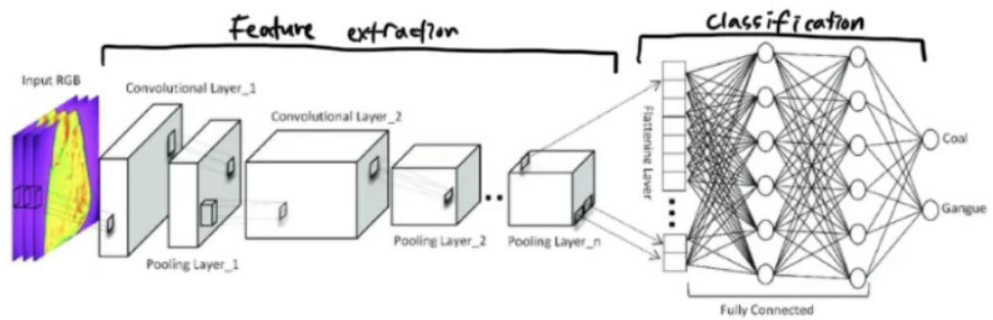 Feature extraction
classification
Input RGB
Convolutional Layer_1
Convolutional Layer_2
Flattening Layer
Coal
Gangue
Pooling Layer_1
Pooling Layer_2
Pooling Layer_n
Fully Connected